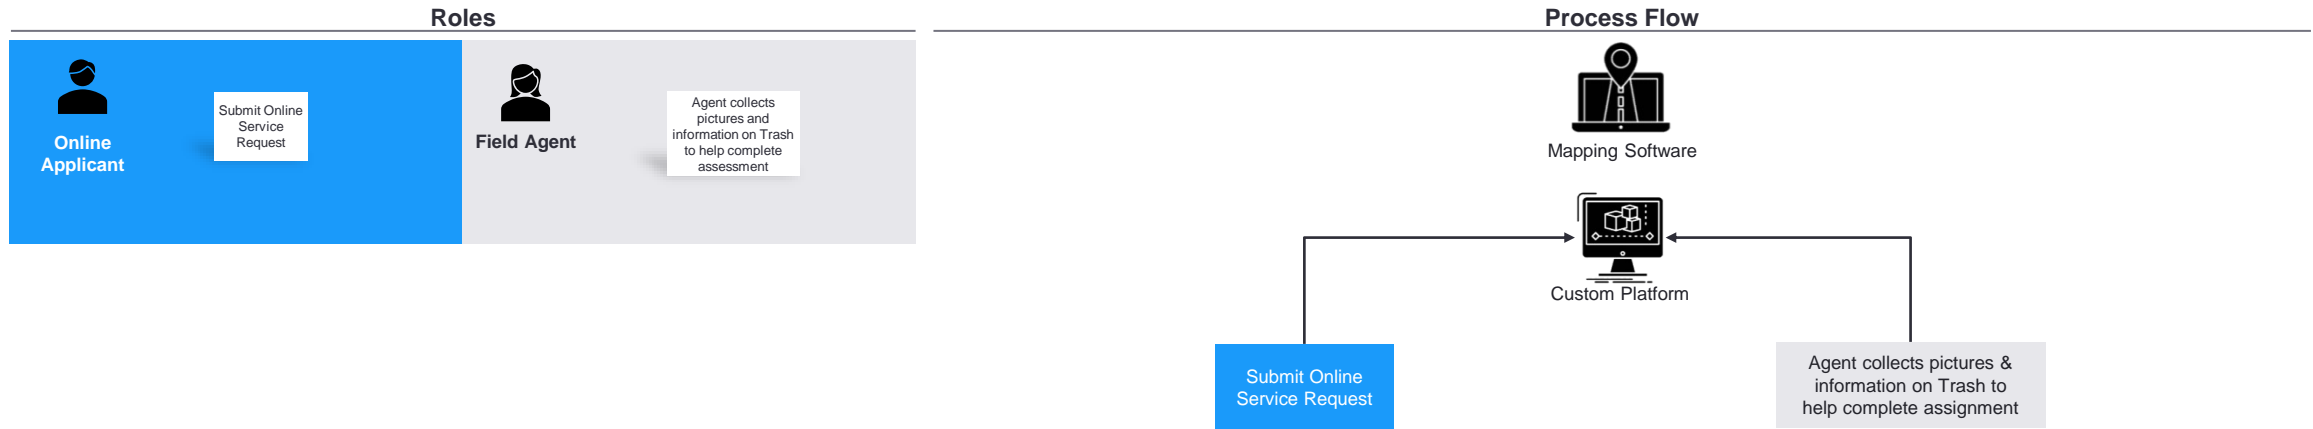 Roles
Online
Applicant
Submit Online
Service
Request
Field Agent
Agent collects
pictures and
information on Trash
to help complete
assessment
Process Flow
Mapping Software
Custom Platform
Submit Online
Service Request
Agent collects pictures &
information on Trash to
help complete assignment